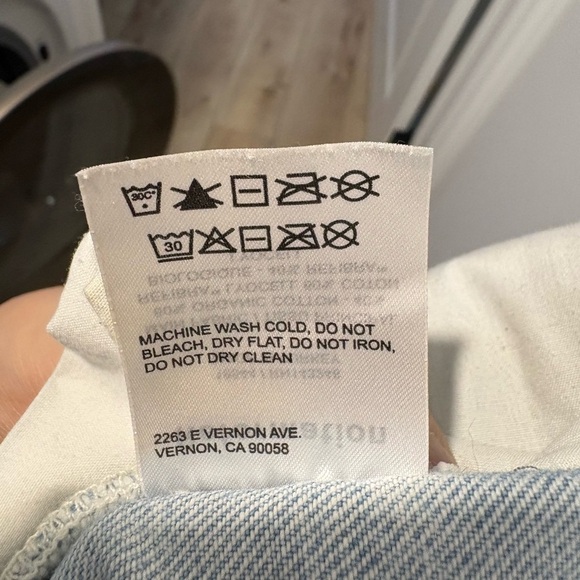 30C°
30
MACHINE WASH COLD, DO NOT
BLEACH, DRY FLAT, DO NOT IRON,
DO NOT DRY CLEAN
2263 E VERNON AVE.
VERNON, CA 90058